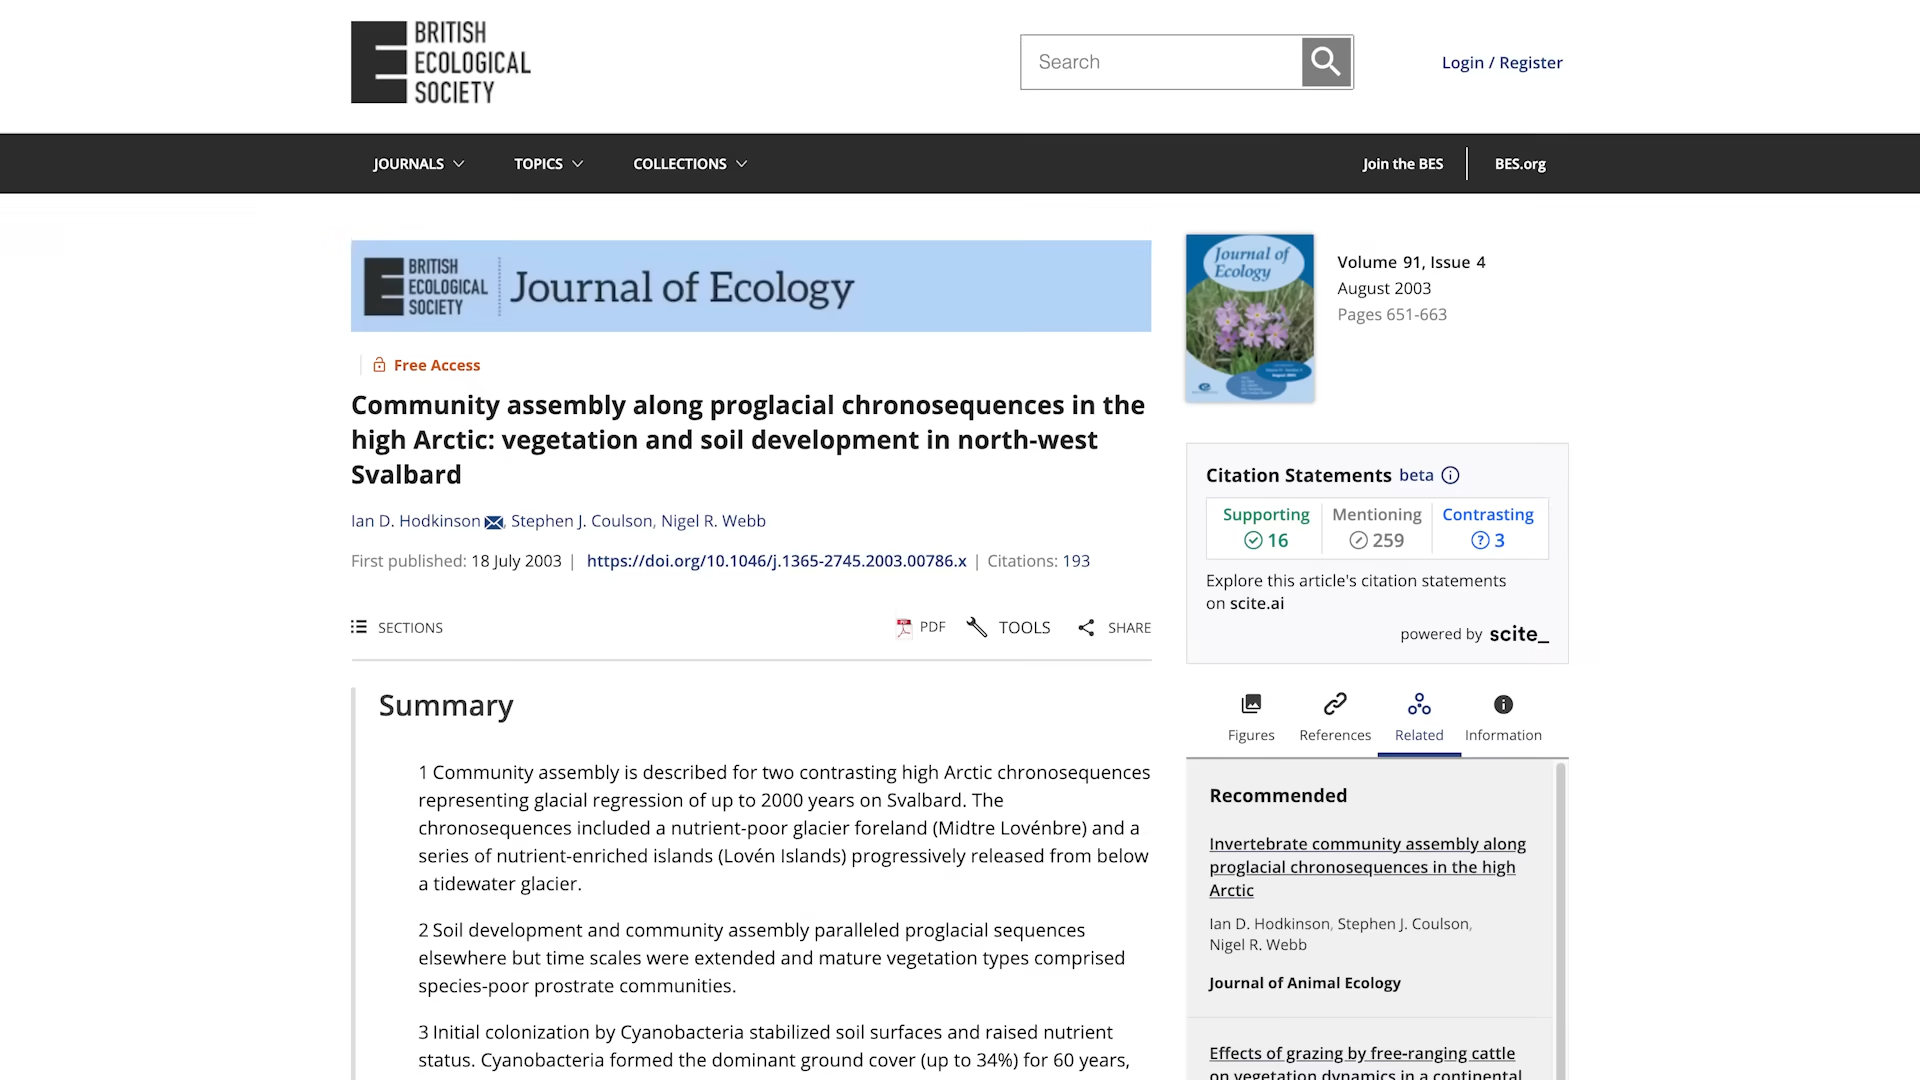 BRITISH
ECOLOGICAL
SOCIETY
Search
Login / Register
JOURNALS
TOPICS
COLLECTIONS
Join the BES
BES.org
BRITISH
ECOLOGICAL
SOCIETY
Journal of Ecology
Free Access
Community assembly along proglacial chronosequences in the
high Arctic: vegetation and soil development in north-west
Svalbard
Ian D. Hodkinson, Stephen J. Coulson, Nigel R. Webb
First published: 18 July 2003 | https://doi.org/10.1046/j.1365-2745.2003.00786.x | Citations: 193
SECTIONS
PDF
TOOLS
SHARE
Summary
1 Community assembly is described for two contrasting high Arctic chronosequences
representing glacial regression of up to 2000 years on Svalbard. The
chronosequences included a nutrient-poor glacier foreland (Midtre Lovénbre) and a
series of nutrient-enriched islands (Lovén Islands) progressively released from below
a tidewater glacier.
2 Soil development and community assembly paralleled proglacial sequences
elsewhere but time scales were extended and mature vegetation types comprised
species-poor prostrate communities.
3 Initial colonization by Cyanobacteria stabilized soil surfaces and raised nutrient
status. Cyanobacteria formed the dominant ground cover (up to 34%) for 60 years,
Journal of
Ecology
Volume 91, Issue 4
August 2003
Pages 651-663
Citation Statements beta
Supporting Mentioning Contrasting
16 259 3
Explore this article's citation statements
on scite.ai
powered by scite_
Figures References Related Information
Recommended
Invertebrate community assembly along
proglacial chronosequences in the high
Arctic
Ian D. Hodkinson, Stephen J. Coulson,
Nigel R. Webb
Journal of Animal Ecology
Effects of grazing by free-ranging cattle
on vegetation dynamics in a continental